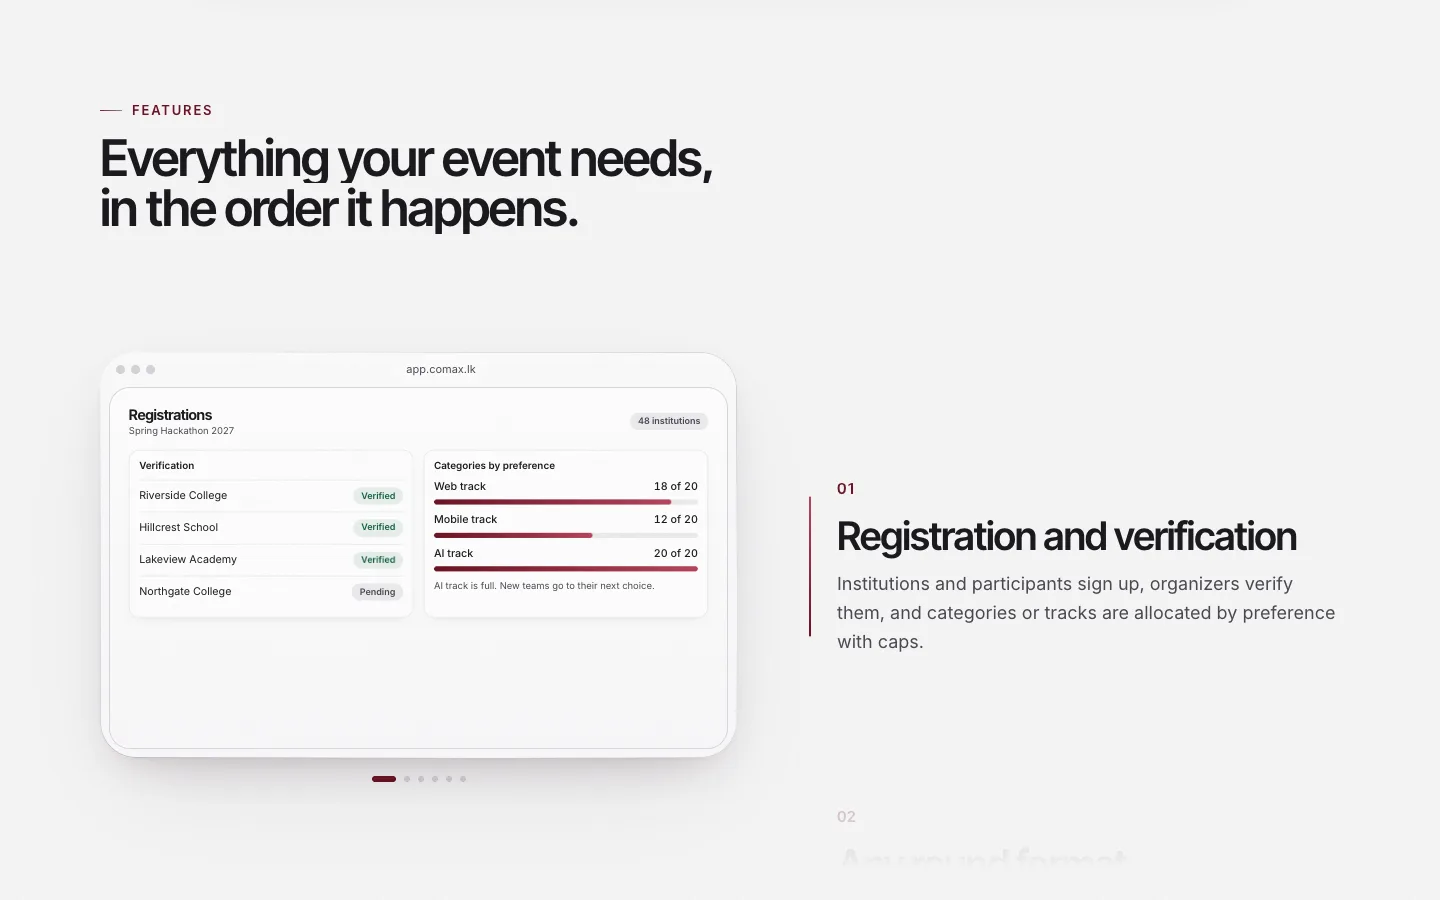 FEATURES
Everything your event needs,
in the order it happens.
app.comax.lk
Registrations
Spring Hackathon 2027
48 institutions
Verification
Riverside College Verified
Hillcrest School Verified
Lakeview Academy Verified
Northgate College Pending
Categories by preference
Web track 18 of 20
Mobile track 12 of 20
AI track 20 of 20
AI track is full. New teams go to their next choice.
01
Registration and verification
Institutions and participants sign up, organizers verify
them, and categories or tracks are allocated by preference
with caps.
02
Any round format